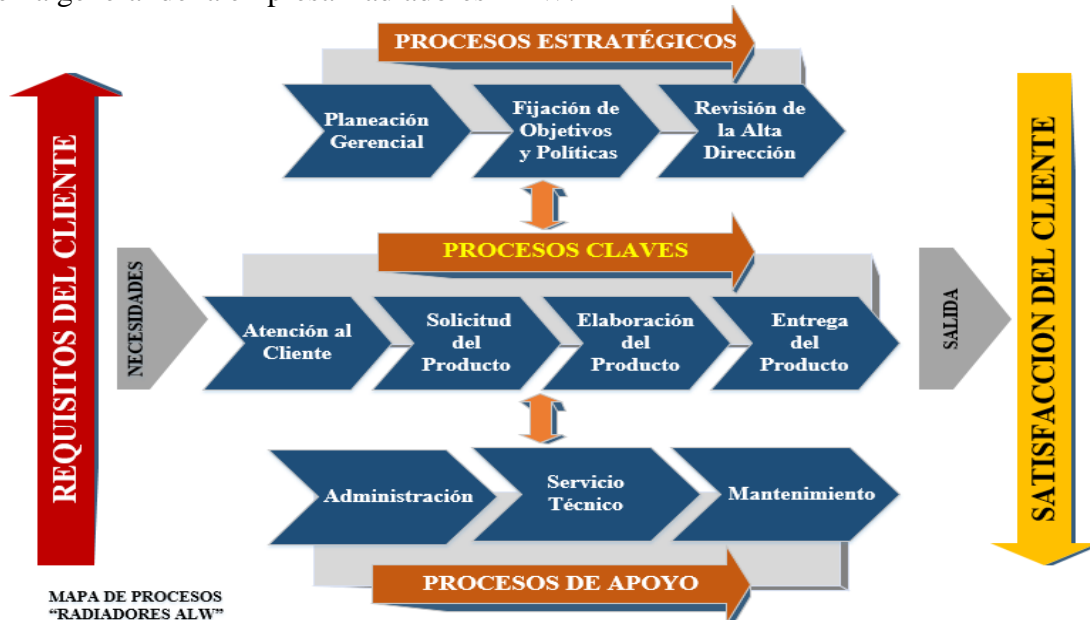 PROCESOS ESTRATÉGICOS
Planeación
Gerencial
Fijación de
Objetivos
y Políticas
Revisión de
la Alta
Dirección
REQUISITOS DEL CLIENTE
NECESIDADES
PROCESOS CLAVES
Atención al
Cliente
Solicitud
del
Producto
Elaboración
del
Producto
Entrega
del
Producto
SALIDA
SATISFACCION DEL CLIENTE
Administración
Servicio
Técnico
Mantenimiento
PROCESOS DE APOYO
MAPA DE PROCESOS
“RADIADORES ALW”